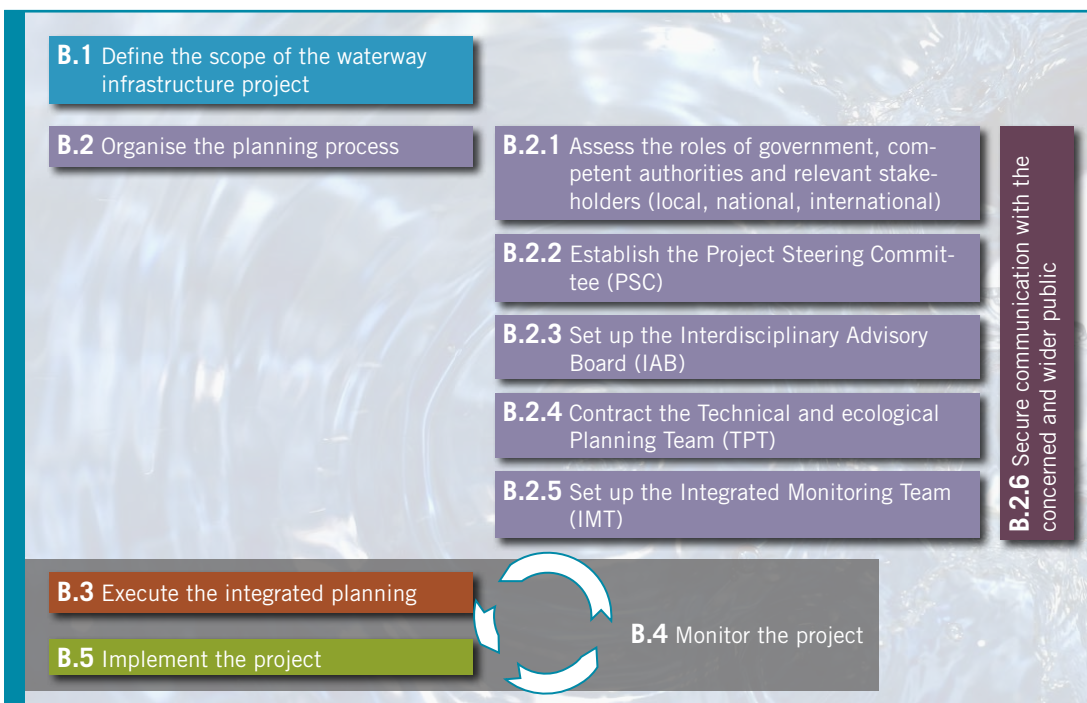 B.1 Define the scope of the waterway
infrastructure project
B.2 Organise the planning process
B.2.1 Assess the roles of government, com-
petent authorities and relevant stake-
holders (local, national, international)
B.2.2 Establish the Project Steering Commit-
tee (PSC)
B.2.3 Set up the Interdisciplinary Advisory
Board (IAB)
B.2.4 Contract the Technical and ecological
Planning Team (TPT)
B.2.5 Set up the Integrated Monitoring Team
(IMT)
B.2.6 Secure communication with the
concerned and wider public
B.3 Execute the integrated planning
B.4 Monitor the project
B.5 Implement the project